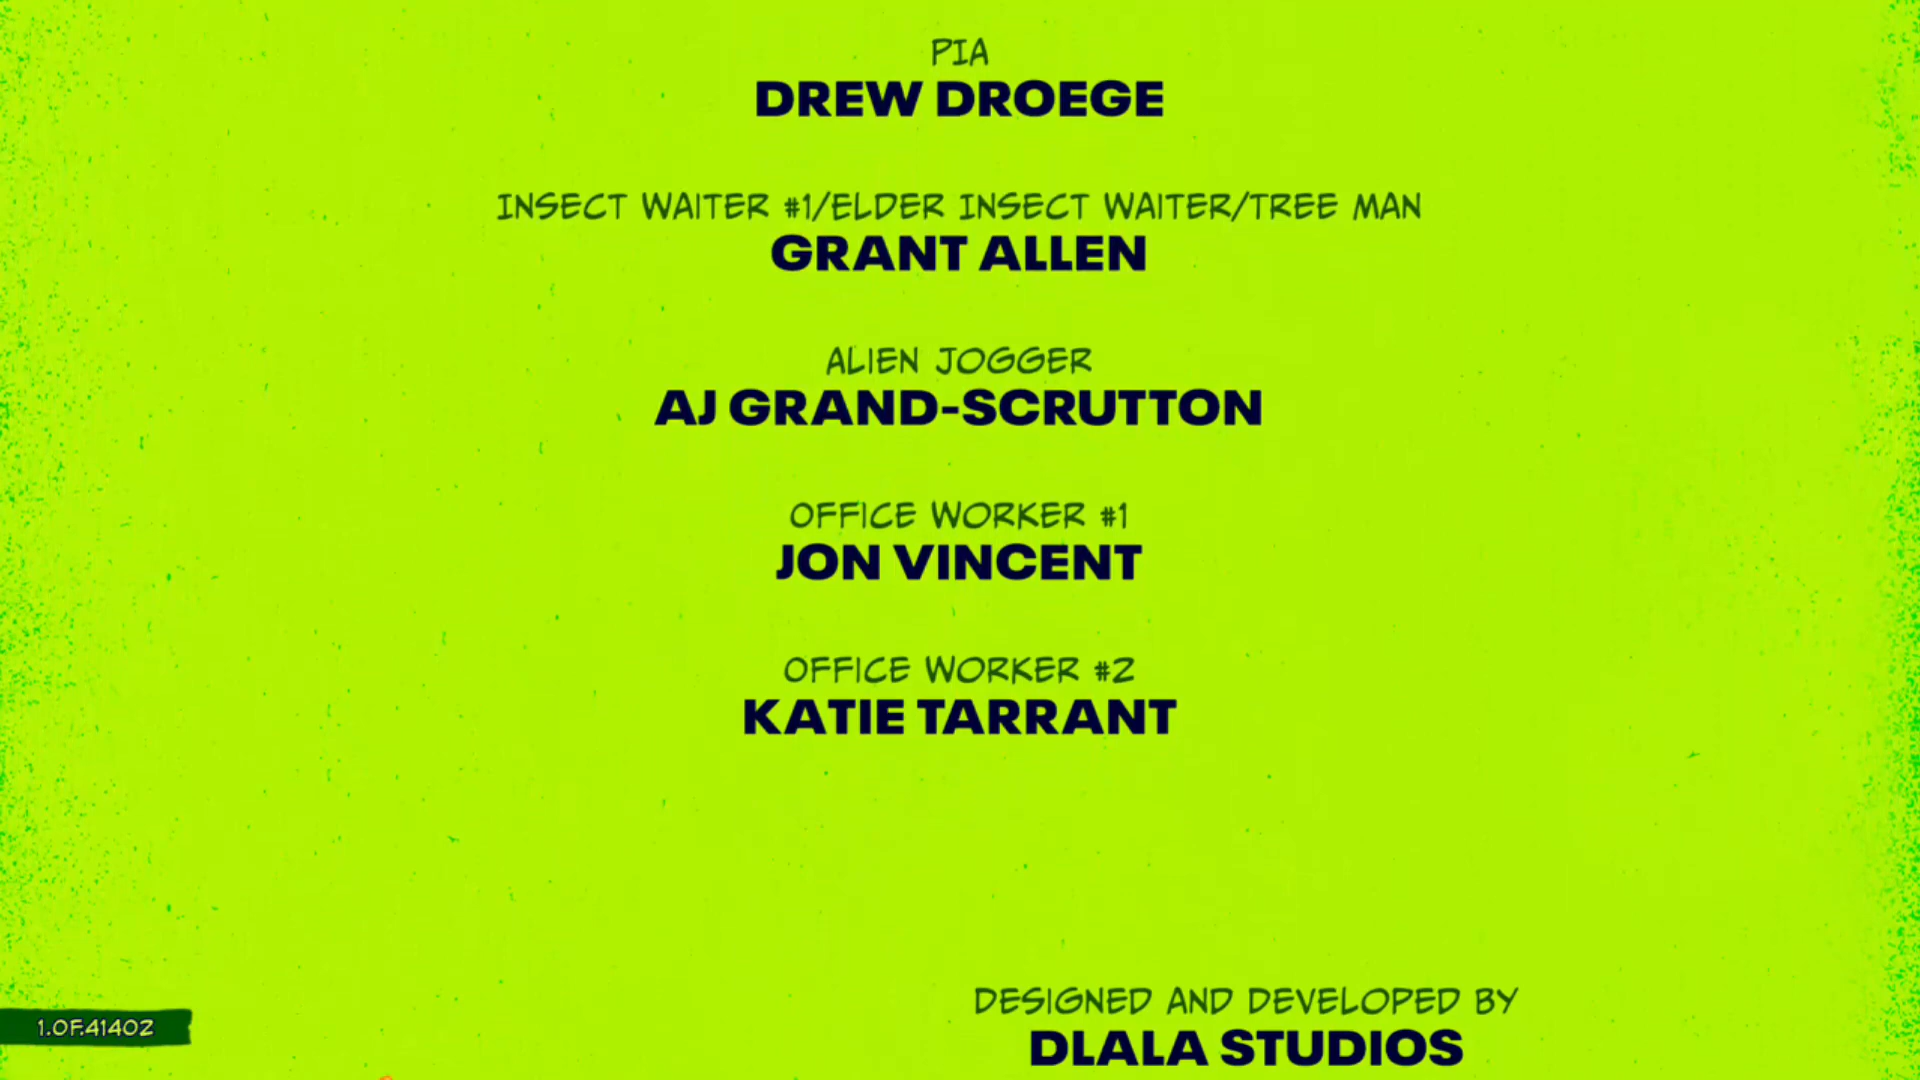 PIA
DREW DROEGE
INSECT WAITER #1/ELDER INSECT WAITER/TREE MAN
GRANT ALLEN
ALIEN JOGGER
AJ GRAND-SCRUTTON
OFFICE WORKER #1
JON VINCENT
OFFICE WORKER #2
KATIE TARRANT
DESIGNED AND DEVELOPED BY
1.0F.41402
DLALA STUDIOS